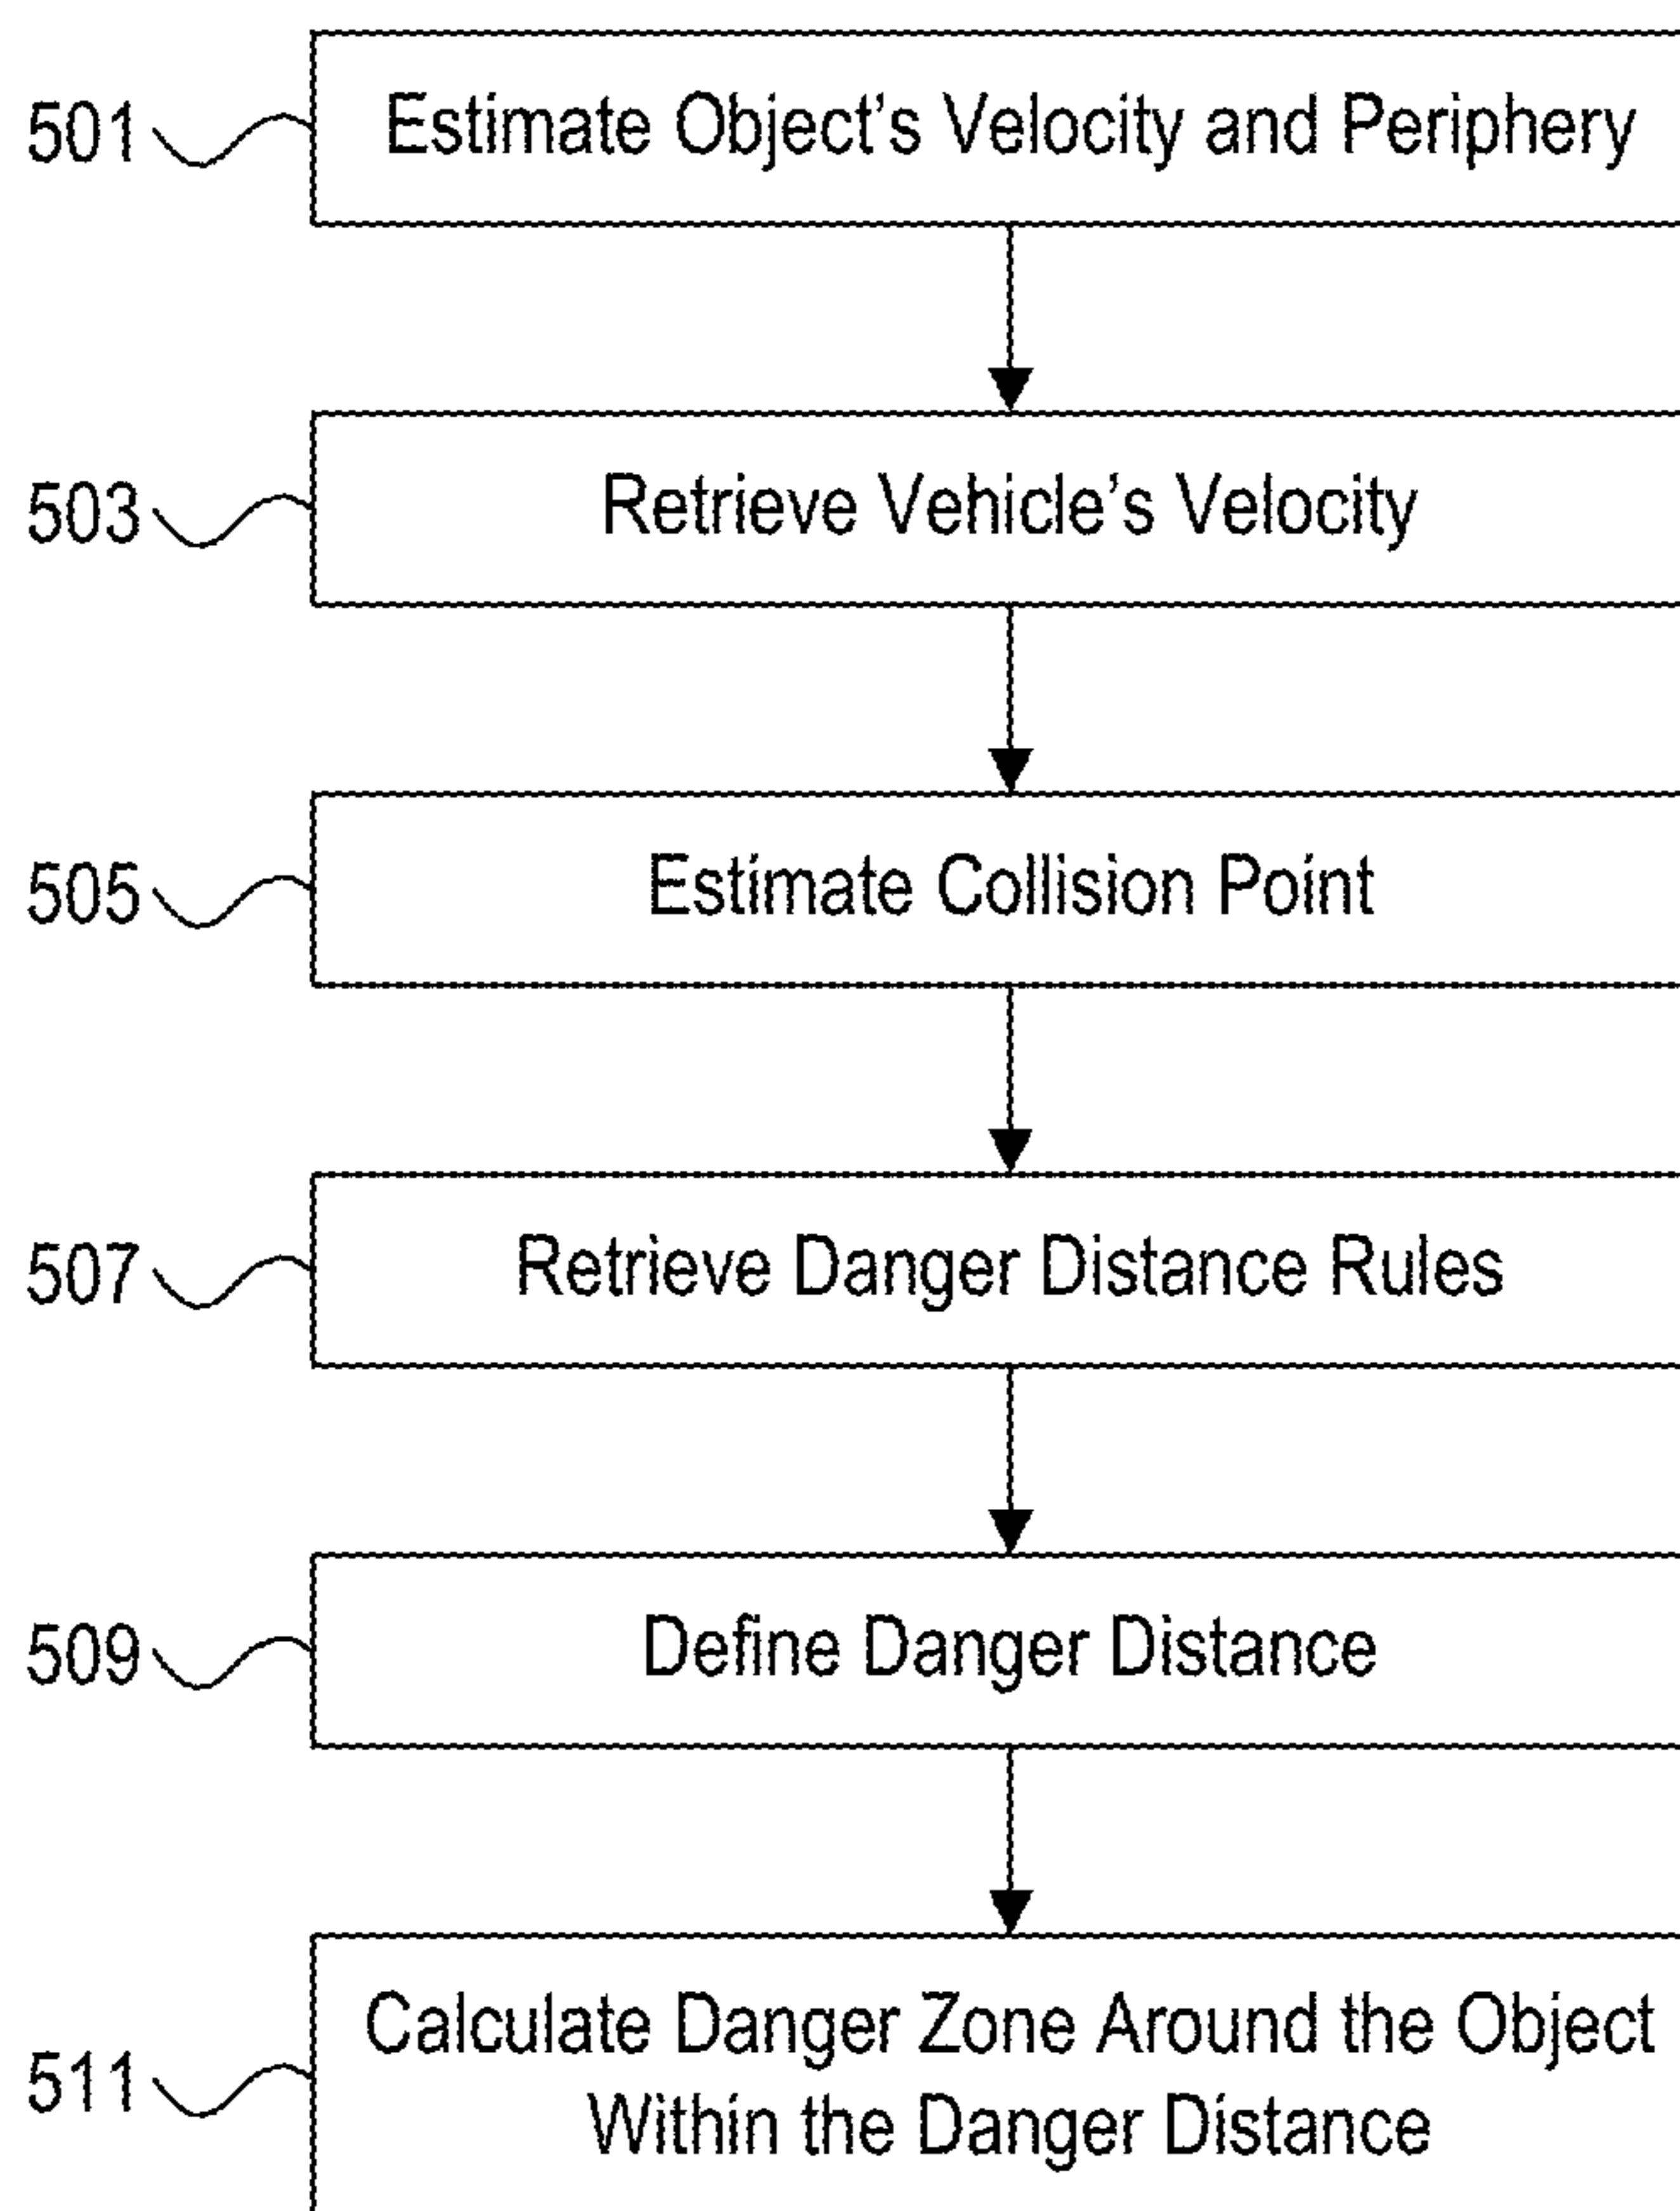 501 Estimate Object's Velocity and Periphery
503 Retrieve Vehicle's Velocity
505 Estimate Collision Point
507 Retrieve Danger Distance Rules
509 Define Danger Distance
511 Calculate Danger Zone Around the Object
Within the Danger Distance